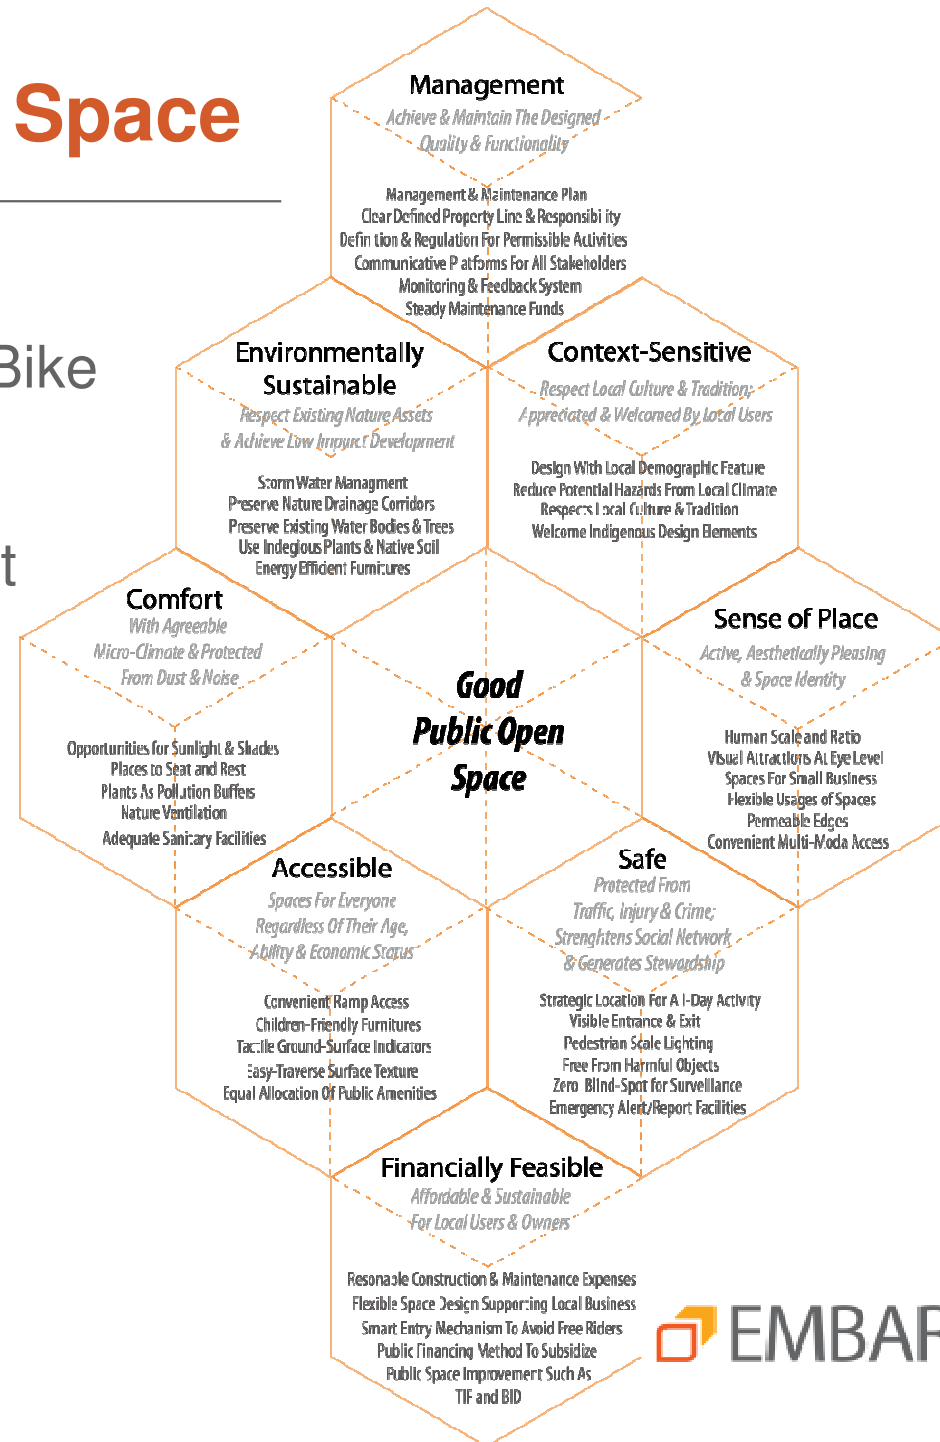 Space
Bike
t
Management
Achieve & Maintain The Designed
Quality & Functionality
Management & Maintenance Plan
Clear Defined Property Line & Responsibility
Defin tion & Regulation For Permissible Activities
Communicative P atforms For All Stakeholders
Monitoring & Feedback System
Steady Maintenance Funds
Environmentally
Sustainable
Respect Existing Nature Assets
& Achieve Low Impact Development
Storm Water Managment
Preserve Nature Drainage Corridors
Preserve Existing Water Bodies & Trees
Use Indegious Plants & Native Soil
Energy Efficient Furnitures
Context-Sensitive
Respect Local Culture & Tradition;
Appreciated & Welcomed By Local Users
Design With Local Demographic Feature
Reduce Potential Hazards From Local Climate
Respects Local Culture & Tradition
Welcome Indigenous Design Elements
Comfort
With Agreeable
Micro-Climate & Protected
From Dust & Noise
Opportunities for Sunlight & Shades
Places to Seat and Rest
Plants As Pollution Buffers
Nature Ventilation
Adequate Sanitary Facilities
Good
Public Open
Space
Sense of Place
Active, Aesthetically Pleasing
& Space Identity
Human Scale and Ratio
Visual Attractions At Eye Level
Spaces For Small Business
Flexible Usages of Spaces
Permeable Edges
Convenient Multi-Moda Access
Accessible
Spaces For Everyone
Regardless Of Their Age,
Ability & Economic Status
Convenient Ramp Access
Children-Friendly Furnitures
Tactile Ground-Surface Indicators
Easy-Traverse Surface Texture
Equal Allocation Of Public Amenities
Safe
Protected From
Traffic, Injury & Crime;
Strenghtens Social Network
& Generates Stewardship
Strategic Location For A l-Day Activity
Visible Entrance & Exit
Pedestrian Scale Lighting
Free From Harmful Objects
Zero Blind-Spot for Surveillance
Emergency Alert/Report Facilities
Financially Feasible
Affordable & Sustainable
For Local Users & Owners
Resonable Construction & Maintenance Expenses
Flexible Space Design Supporting Local Business
Smart Entry Mechanism To Avoid Free Riders
Public Financing Method To Subsidize
Public Space Improvement Such As
TIF and BID
EMBAR